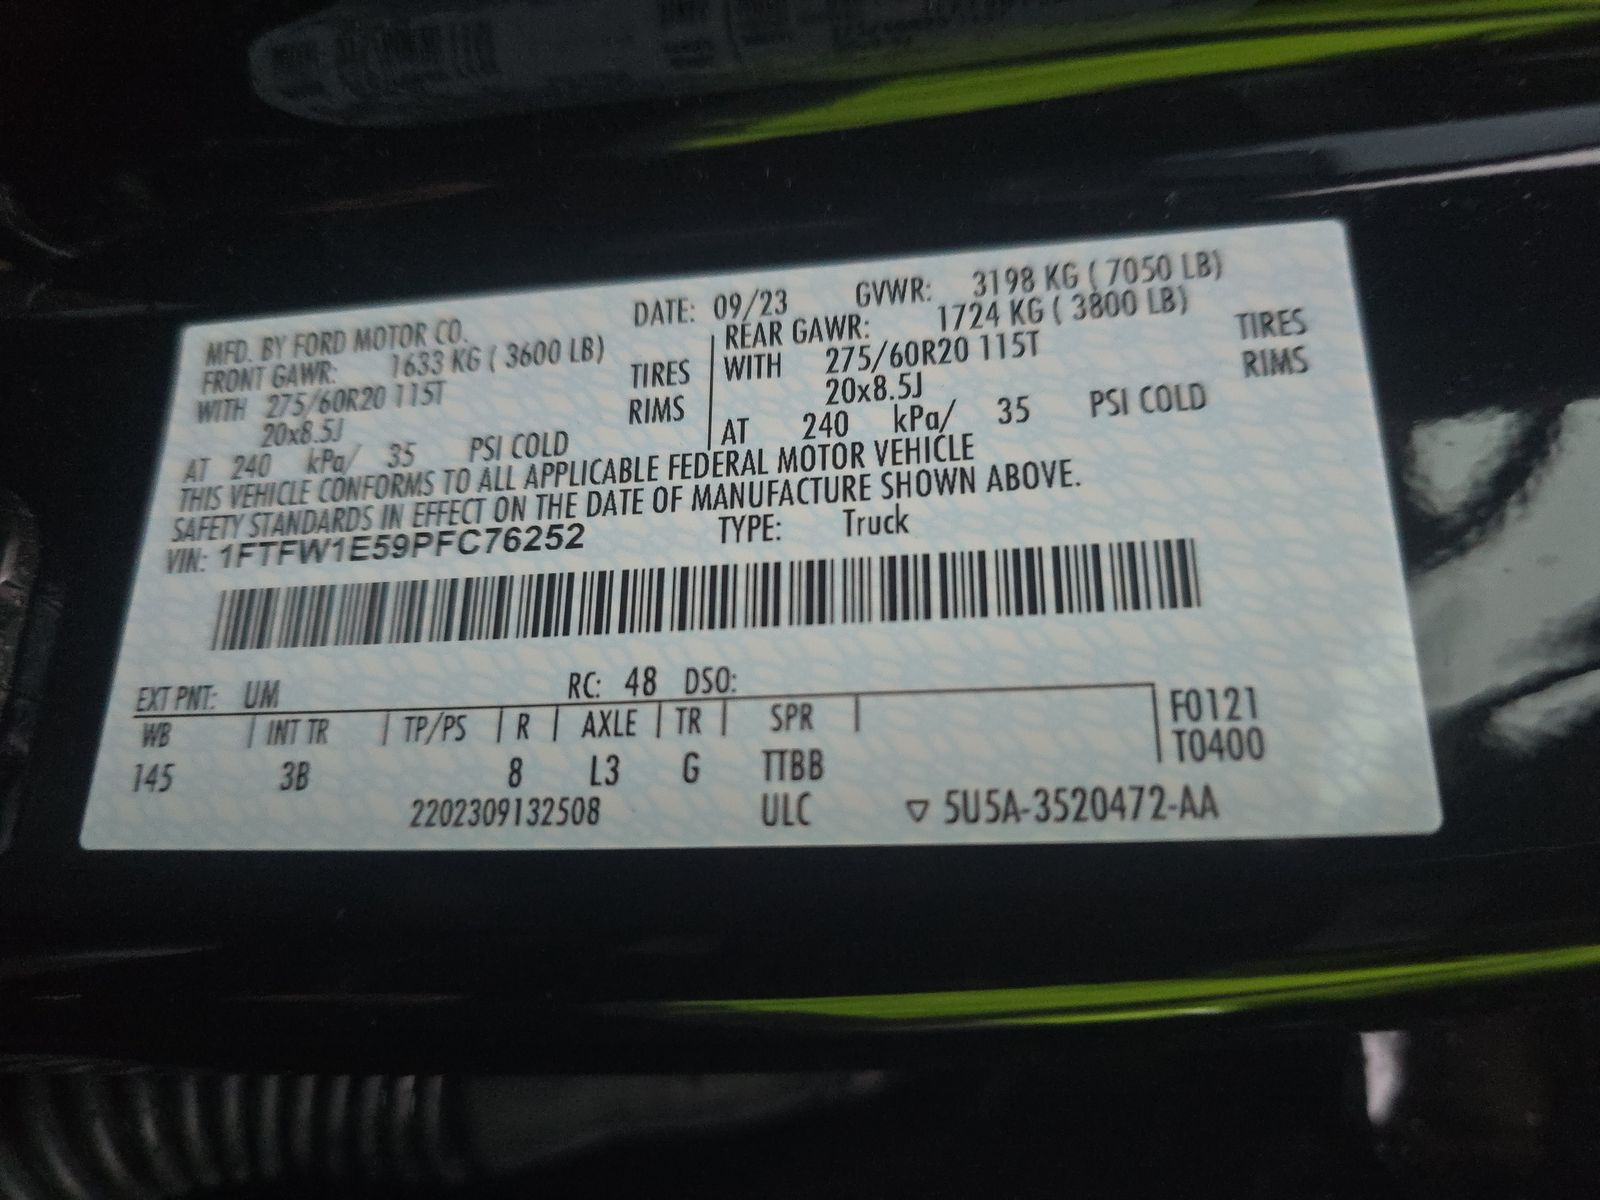 MFD. BY FORD MOTOR CO.
DATE: 09/23 GVWR: 3198 KG ( 7050 LB)
FRONT GAWR: 1633 KG ( 3600 LB)
WITH 275/60R20 115T TIRES
20x8.5J RIMS
AT 240 kPa/ 35 PSI COLD
REAR GAWR: 1724 KG ( 3800 LB)
WITH 275/60R20 115T TIRES
20x8.5J RIMS
AT 240 kPa/ 35 PSI COLD
THIS VEHICLE CONFORMS TO ALL APPLICABLE FEDERAL MOTOR VEHICLE
SAFETY STANDARDS IN EFFECT ON THE DATE OF MANUFACTURE SHOWN ABOVE.
VIN: 1FTFW1E59PFC76252 TYPE: Truck
EXT PNT: UM RC: 48 DSO:
WB INT TR TP/PS R AXLE TR SPR F0121
145 3B 8 L3 G TTBB T0400
2202309132508 ULC ▽ 5U5A-3520472-AA